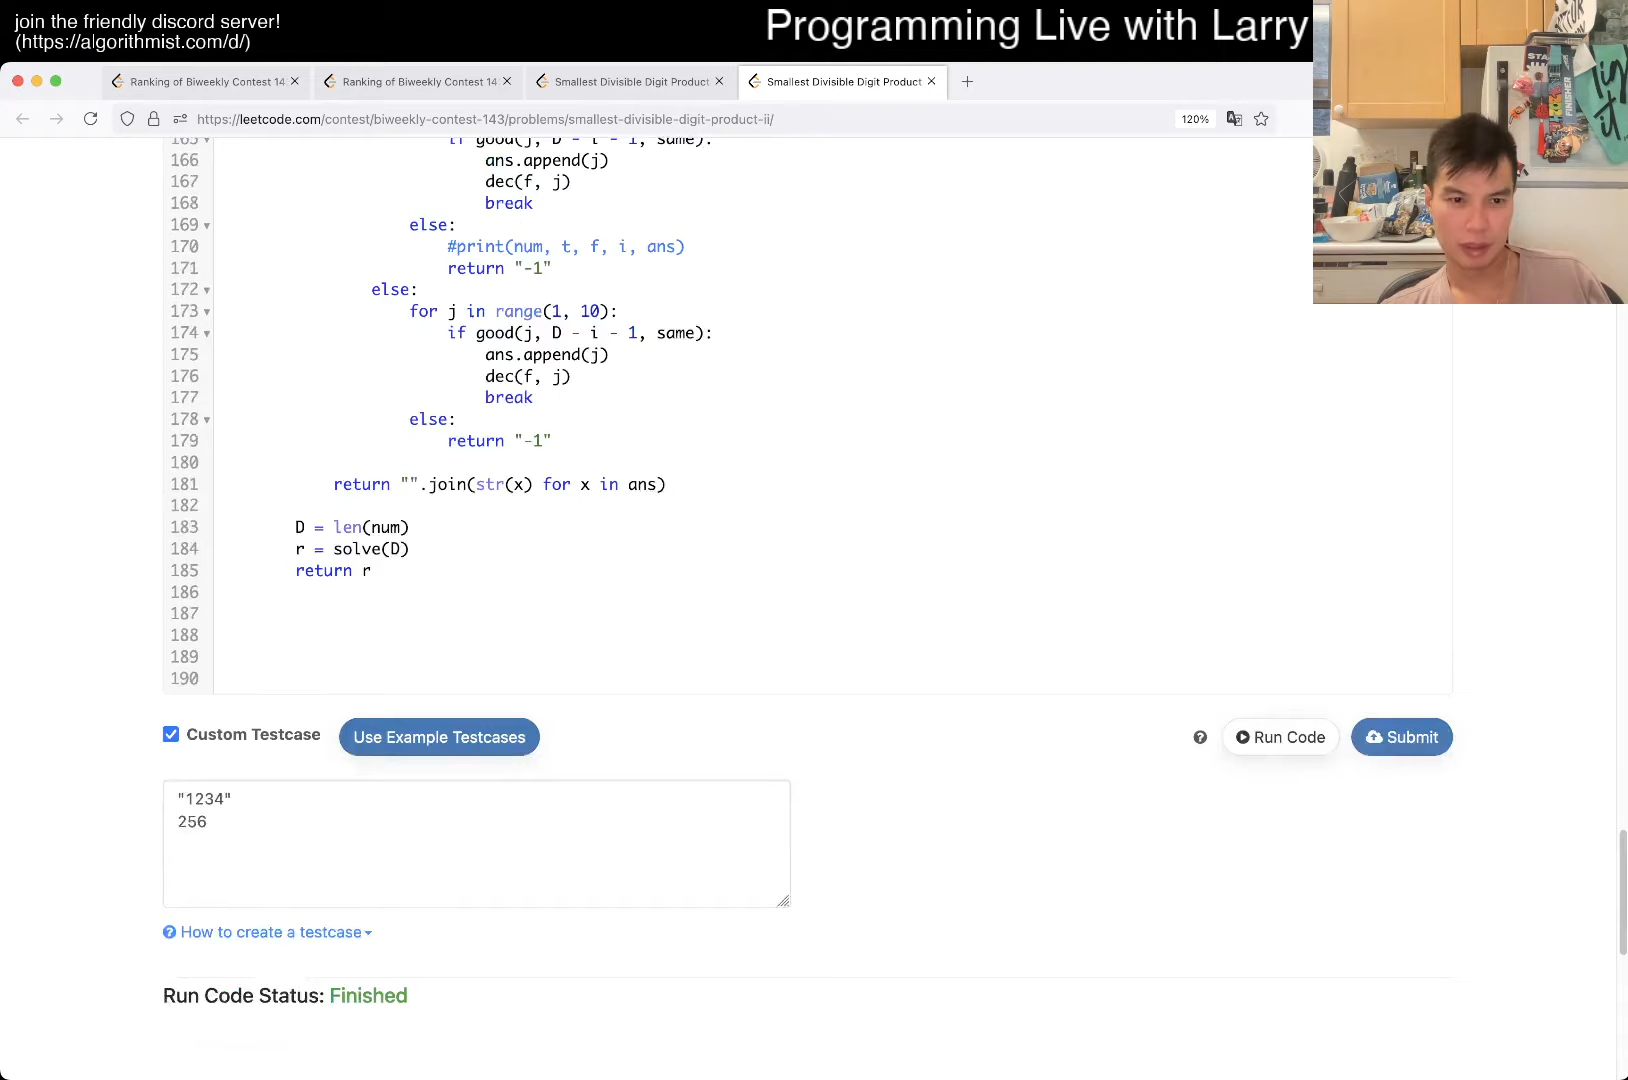 join the friendly discord server!
(https://algorithmist.com/d/)
Programming Live with Larry
Ranking of Biweekly Contest 14
Ranking of Biweekly Contest 14
Smallest Divisible Digit Product
Smallest Divisible Digit Product
https://leetcode.com/contest/biweekly-contest-143/problems/smallest-divisible-digit-product-ii/
120%
165 if good(j, D - i - 1, same):
166 ans.append(j)
167 dec(f, j)
168 break
169 else:
170 #print(num, t, f, i, ans)
171 return "-1"
172 else:
173 for j in range(1, 10):
174 if good(j, D - i - 1, same):
175 ans.append(j)
176 dec(f, j)
177 break
178 else:
179 return "-1"
180
181 return "".join(str(x) for x in ans)
182
183 D = len(num)
184 r = solve(D)
185 return r
186
187
188
189
190
Custom Testcase
Use Example Testcases
Run Code
Submit
"1234"
256
How to create a testcase
Run Code Status: Finished